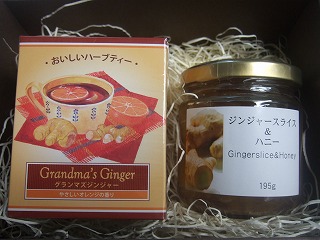 ・おいしいハーブティー・
Grandma's Ginger
グランマズジンジャー
やさしいオレンジの香り
ジンジャースライス
&
ハニー
Gingerslice&Honey
195g